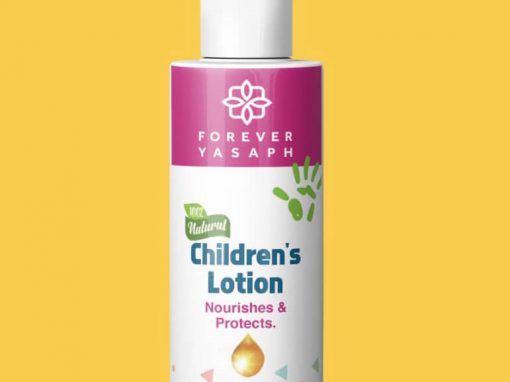 FOREVER
YASAPH
100%
Natural
Children's
Lotion
Nourishes &
Protects.